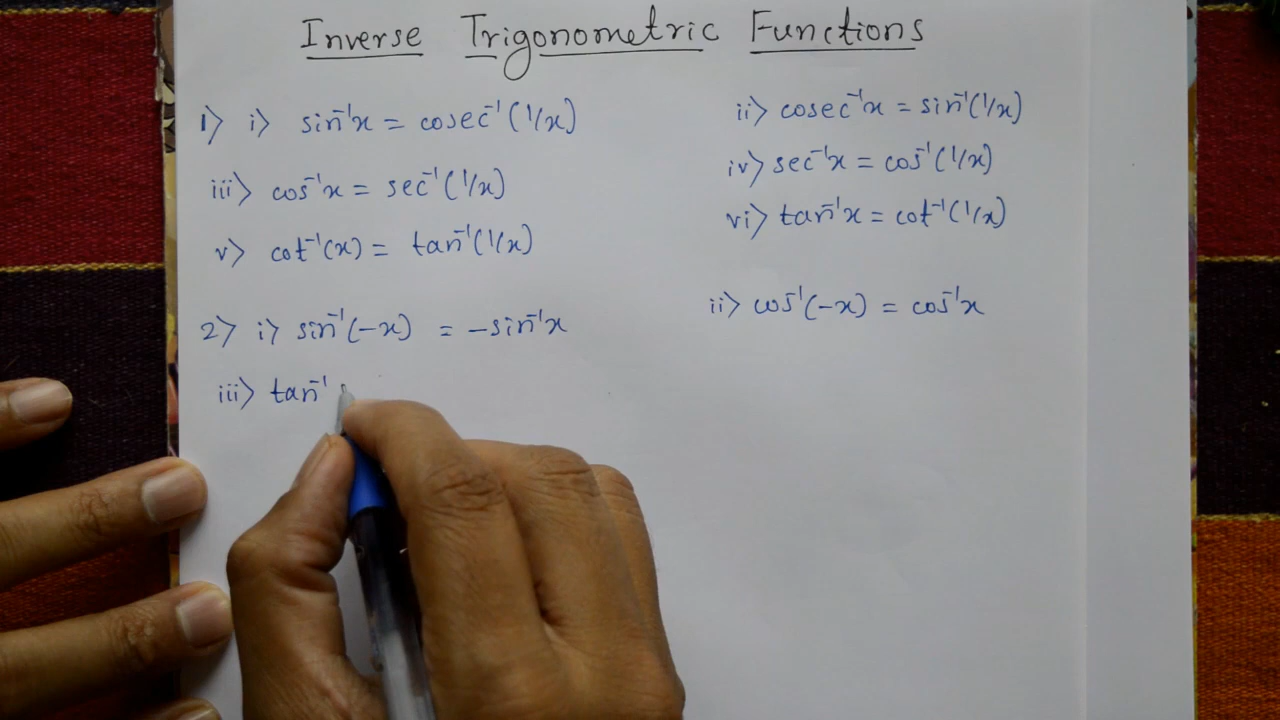 Inverse Trigonometric Functions
1) i) sin⁻¹x = cosec⁻¹(1/x)
ii) cosec⁻¹x = sin⁻¹(1/x)
iii) cos⁻¹x = sec⁻¹(1/x)
iv) sec⁻¹x = cos⁻¹(1/x)
v) cot⁻¹(x) = tan⁻¹(1/x)
vi) tan⁻¹x = cot⁻¹(1/x)
2) i) sin⁻¹(-x) = -sin⁻¹x
ii) cos⁻¹(-x) = cos⁻¹x
iii) tan⁻¹